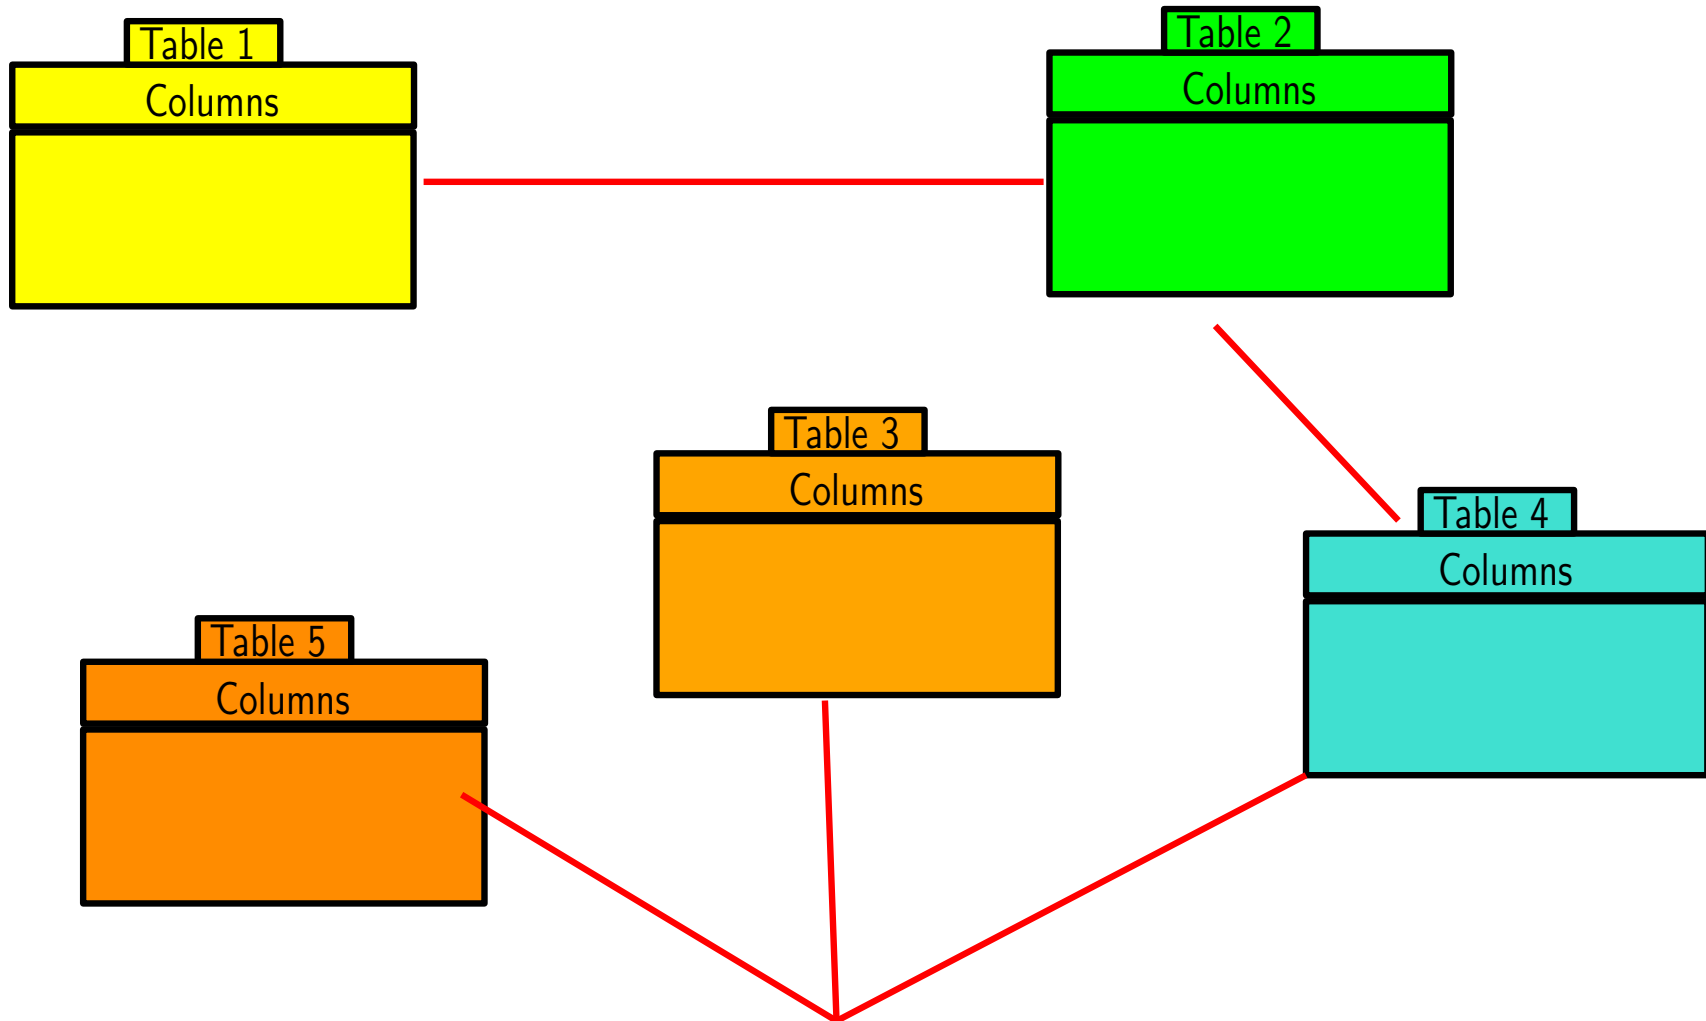 Table 1
Columns
Table 2
Columns
Table 3
Columns
Table 4
Columns
Table 5
Columns